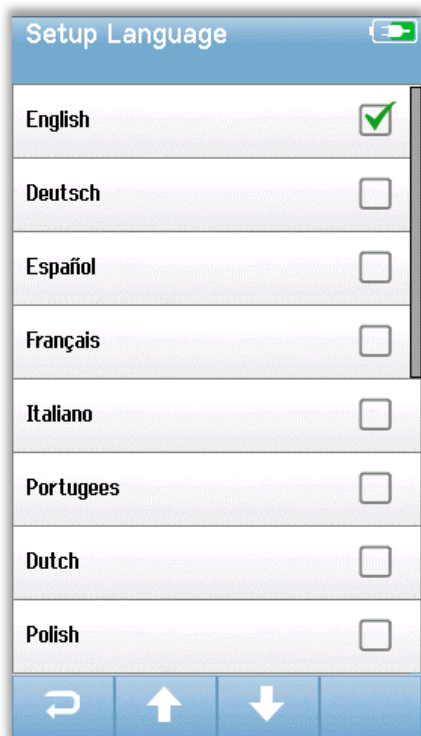 Setup Language
English
Deutsch
Español
Français
Italiano
Portugees
Dutch
Polish